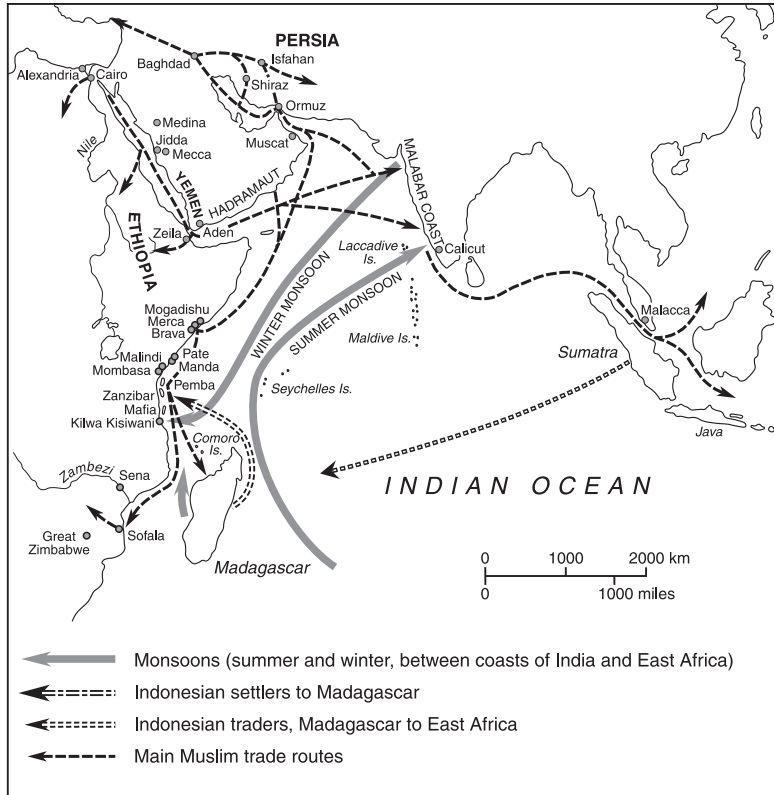 PERSIA
Baghdad
Isfahan
Alexandria
Cairo
Shiraz
Ormuz
Nile
Medina
Jidda
Mecca
Muscat
YEMEN
HADRAMAUT
MALABAR COAST
ETHIOPIA
Zeila
Aden
Laccadive
Is.
Calicut
WINTER MONSOON
SUMMER MONSOON
Mogadishu
Merca
Brava
Maldive Is.
Malacca
Sumatra
Malindi
Mombasa
Pate
Manda
Pemba
Zanzibar
Mafia
Kilwa Kisiwani
Seychelles Is.
Comoro
Is.
Java
Zambezi
Sena
INDIAN OCEAN
Great
Zimbabwe
Sofala
Madagascar
0 1000 2000 km
0 1000 miles
Monsoons (summer and winter, between coasts of India and East Africa)
Indonesian settlers to Madagascar
Indonesian traders, Madagascar to East Africa
Main Muslim trade routes